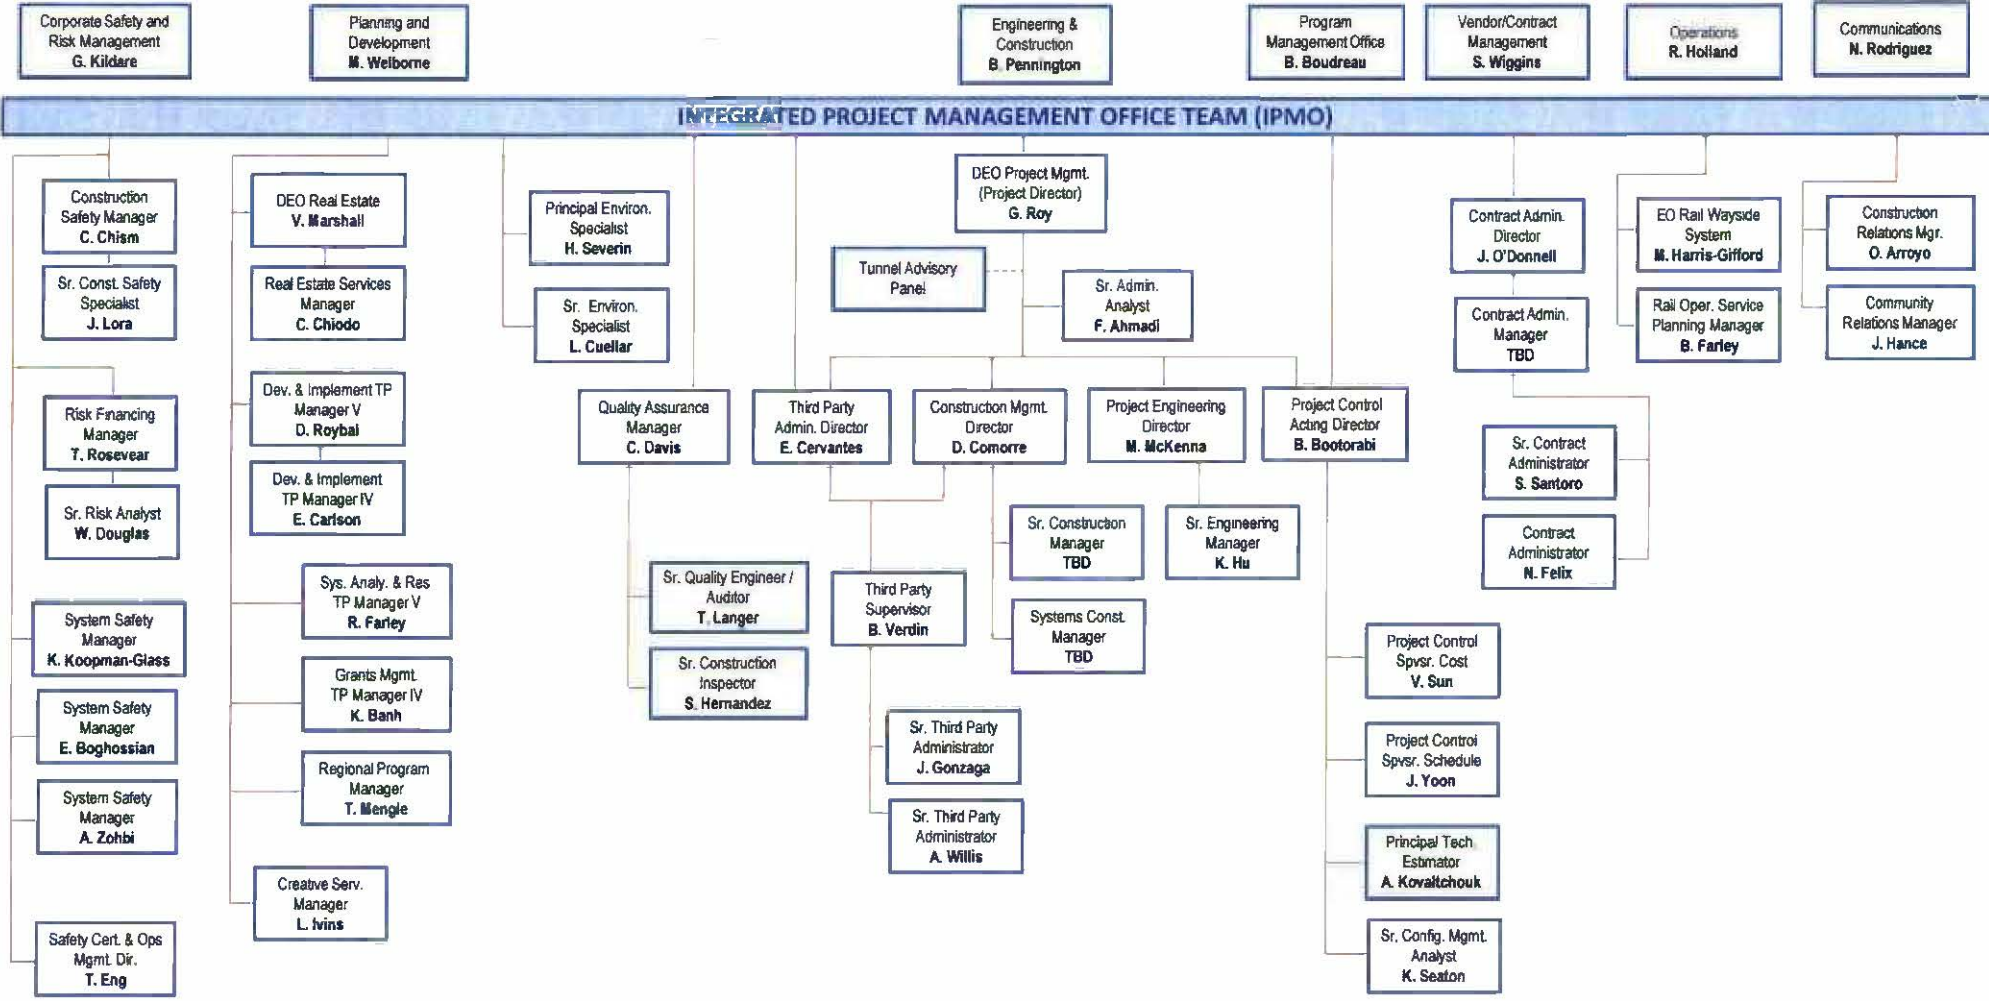 Corporate Safety and
Risk Management
G. Kildare
Planning and
Development
M. Welborne
Engineering &
Construction
B. Pennington
Program
Management Office
B. Boudreau
Vendor/Contract
Management
S. Wiggins
Operations
R. Holland
Communications
N. Rodriguez
INTEGRATED PROJECT MANAGEMENT OFFICE TEAM (IPMO)
Construction
Safety Manager
C. Chism
Sr. Const. Safety
Specialist
J. Lora
Risk Financing
Manager
T. Rosevear
Sr. Risk Analyst
W. Douglas
System Safety
Manager
K. Koopman-Glass
System Safety
Manager
E. Boghossian
System Safety
Manager
A. Zohbi
Safety Cert. & Ops
Mgmt. Dir.
T. Eng
DEO Real Estate
V. Marshall
Real Estate Services
Manager
C. Chiodo
Dev. & Implement TP
Manager V
D. Roybal
Dev. & Implement
TP Manager IV
E. Carlson
Sys. Analy. & Res
TP Manager V
R. Farley
Grants Mgmt.
TP Manager IV
K. Banh
Regional Program
Manager
T. Mengle
Creative Serv.
Manager
L. Ivins
Principal Environ.
Specialist
H. Severin
Sr. Environ.
Specialist
L. Cuellar
DEO Project Mgmt.
(Project Director)
G. Roy
Tunnel Advisory
Panel
Sr. Admin.
Analyst
F. Ahmadi
Quality Assurance
Manager
C. Davis
Third Party
Admin. Director
E. Cervantes
Construction Mgmt.
Director
D. Comorre
Project Engineering
Director
M. McKenna
Project Control
Acting Director
B. Bootorabi
Sr. Quality Engineer /
Auditor
T. Langer
Sr. Construction
Inspector
S. Hernandez
Third Party
Supervisor
B. Verdin
Sr. Third Party
Administrator
J. Gonzaga
Sr. Third Party
Administrator
A. Willis
Sr. Construction
Manager
TBD
Systems Const.
Manager
TBD
Sr. Engineering
Manager
K. Hu
Project Control
Spvsr. Cost
V. Sun
Project Control
Spvsr. Schedule
J. Yoon
Principal Tech
Estimator
A. Kovaltchouk
Sr. Config. Mgmt.
Analyst
K. Seaton
Contract Admin.
Director
J. O'Donnell
Contract Admin.
Manager
TBD
Sr. Contract
Administrator
S. Santoro
Contract
Administrator
N. Felix
EO Rail Wayside
System
M. Harris-Gifford
Rail Oper. Service
Planning Manager
B. Farley
Construction
Relations Mgr.
O. Arroyo
Community
Relations Manager
J. Hance